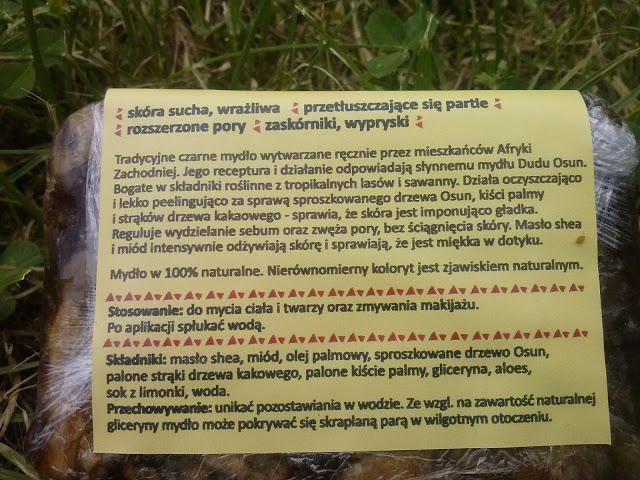 skóra sucha, wrażliwa przetłuszczające się partie
rozszerzone pory zaskórniki, wypryski
Tradycyjne czarne mydło wytwarzane ręcznie przez mieszkańców Afryki
Zachodniej. Jego receptura i działanie odpowiadają słynnemu mydłu Dudu Osun.
Bogate w składniki roślinne z tropikalnych lasów i sawanny. Działa oczyszczająco
i lekko peelingująco za sprawą sproszkowanego drzewa Osun, kiści palmy
i strąków drzewa kakaowego - sprawia, że skóra jest imponująco gładka.
Reguluje wydzielanie sebum oraz zwęża pory, bez ściągnięcia skóry. Masło shea
i miód intensywnie odżywiają skórę i sprawiają, że jest miękka w dotyku.
Mydło w 100% naturalne. Nierównomierny koloryt jest zjawiskiem naturalnym.
Stosowanie: do mycia ciała i twarzy oraz zmywania makijażu.
Po aplikacji spłukać wodą.
Składniki: masło shea, miód, olej palmowy, sproszkowane drzewo Osun,
palone strąki drzewa kakowego, palone kiście palmy, gliceryna, aloes,
sok z limonki, woda.
Przechowywanie: unikać pozostawiania w wodzie. Ze wzgl. na zawartość naturalnej
gliceryny mydło może pokrywać się skraplaną parą w wilgotnym otoczeniu.